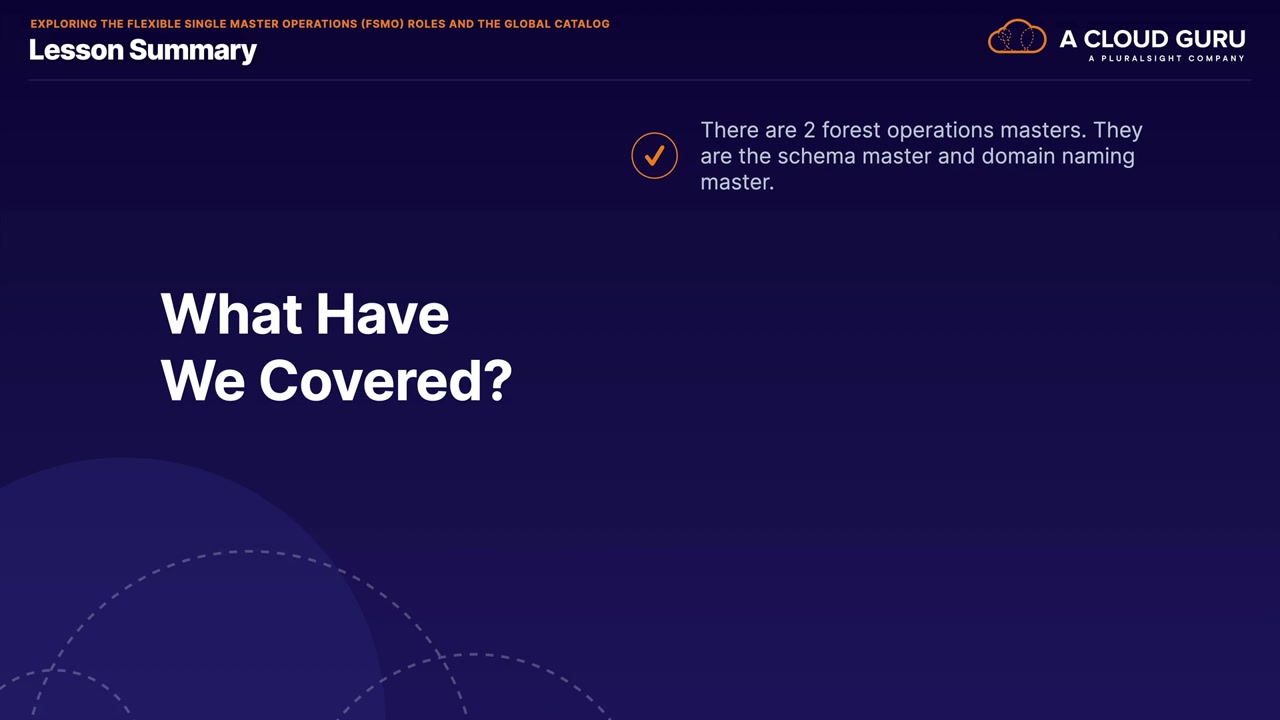 EXPLORING THE FLEXIBLE SINGLE MASTER OPERATIONS (FSMO) ROLES AND THE GLOBAL CATALOG
Lesson Summary
A CLOUD GURU
A PLURALSIGHT COMPANY
There are 2 forest operations masters. They
are the schema master and domain naming
master.
What Have
We Covered?